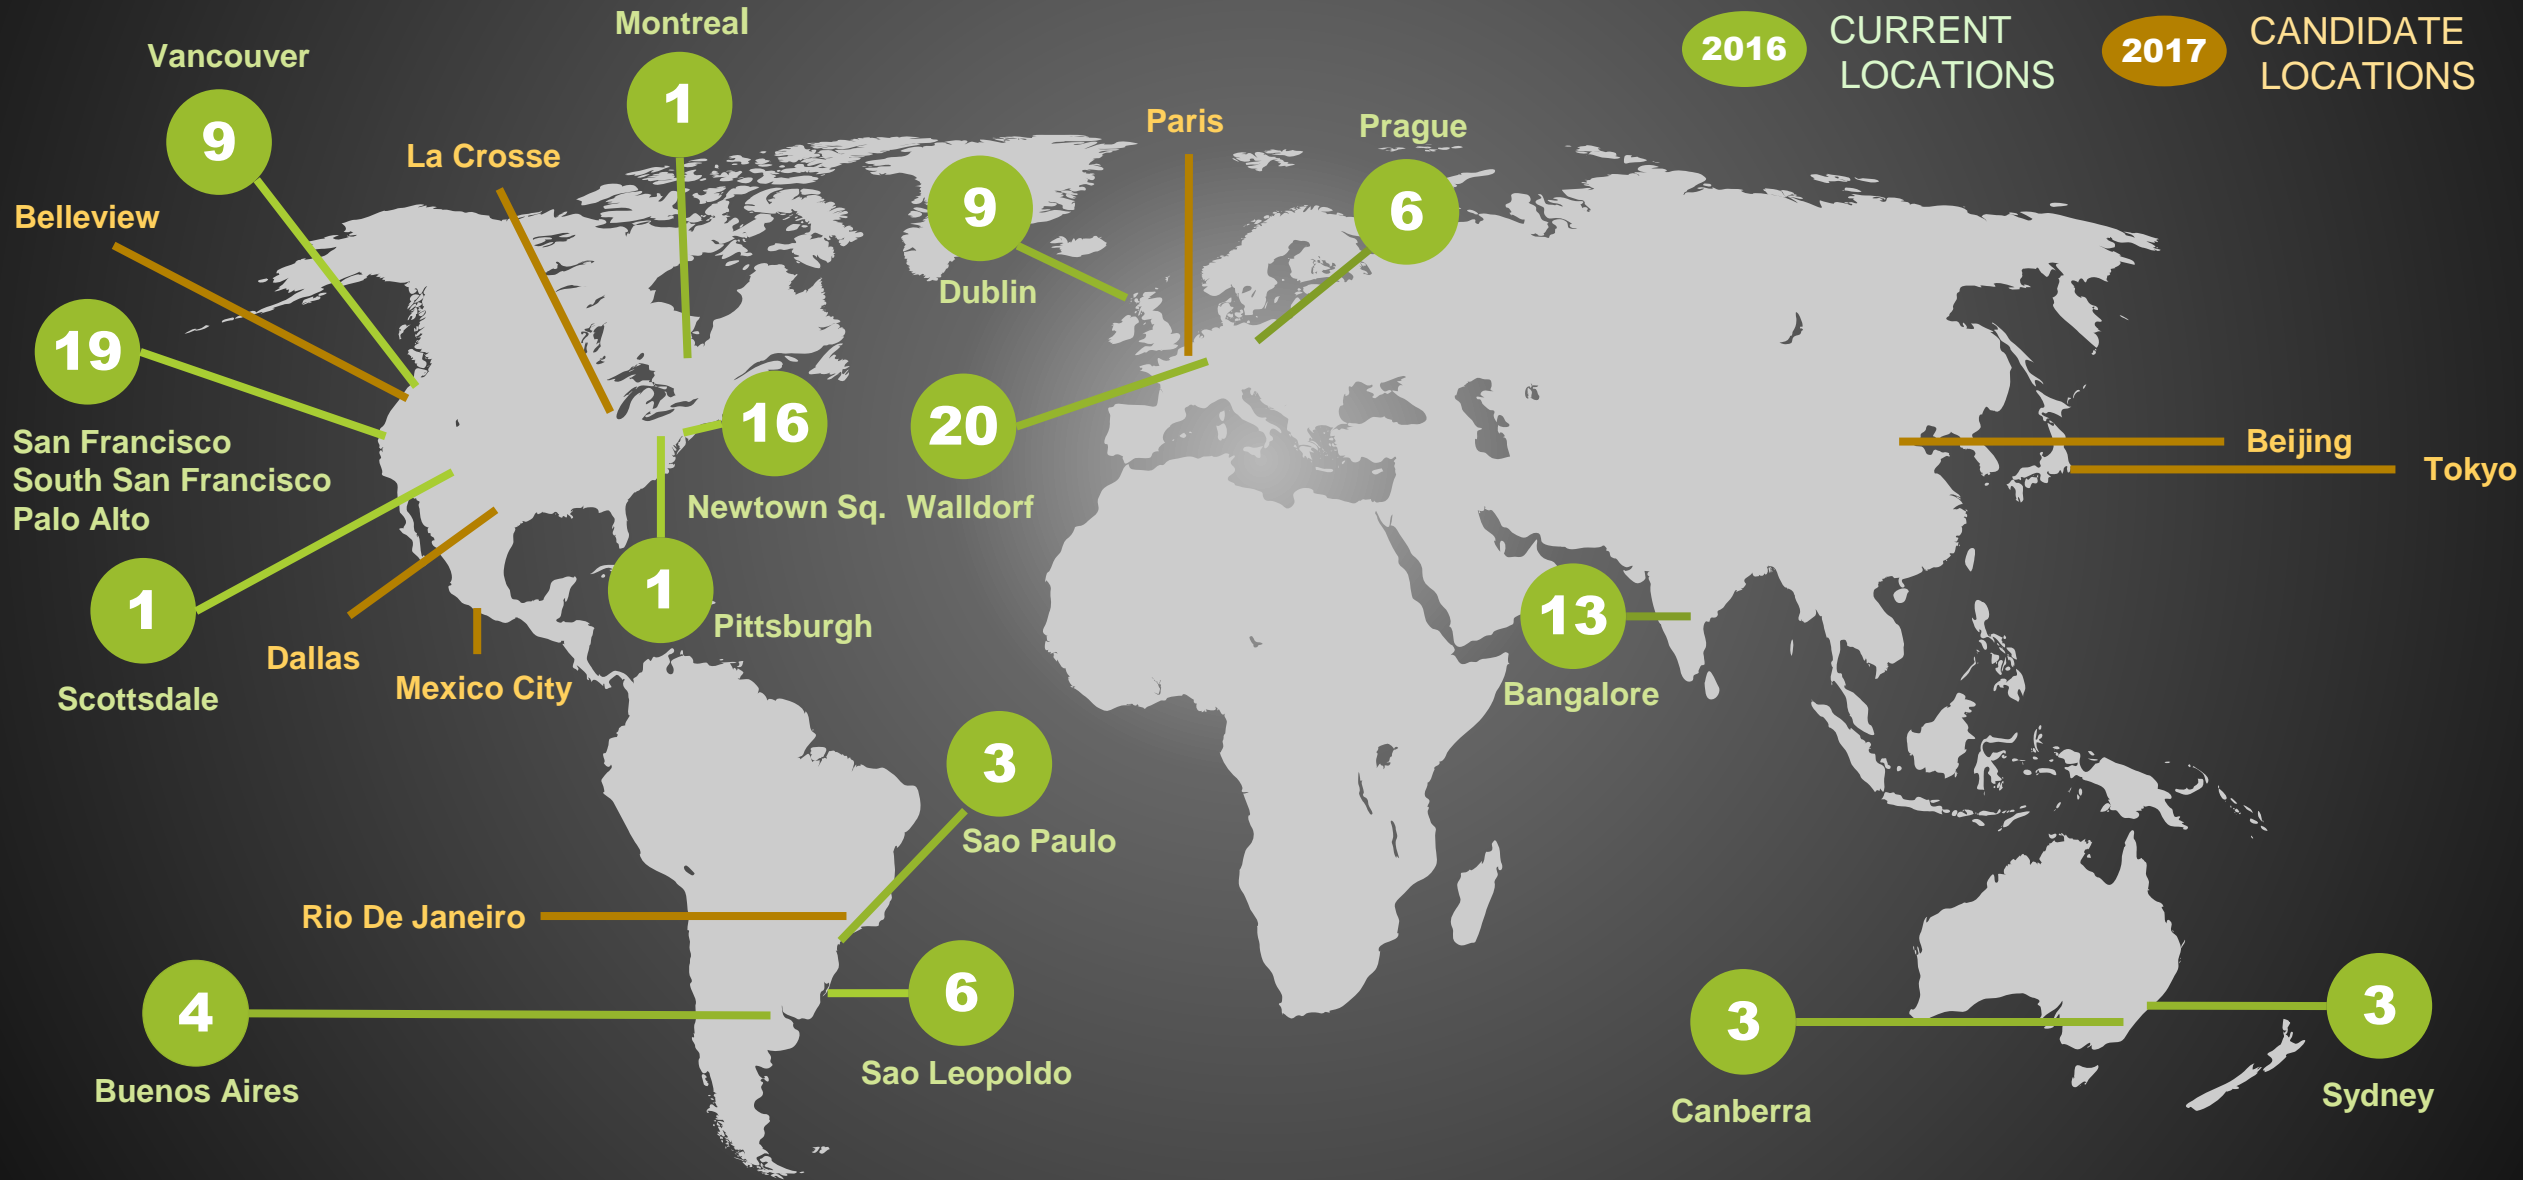 2016
CURRENT
LOCATIONS
2017
CANDIDATE
LOCATIONS
Montreal
1
Vancouver
9
La Crosse
Paris
Prague
6
9
Dublin
Belleview
19
San Francisco
South San Francisco
Palo Alto
16
Newtown Sq.
20
Walldorf
Beijing
Tokyo
1
Scottsdale
Dallas
Mexico City
1
Pittsburgh
13
Bangalore
3
Sao Paulo
Rio De Janeiro
4
Buenos Aires
6
Sao Leopoldo
3
Canberra
3
Sydney